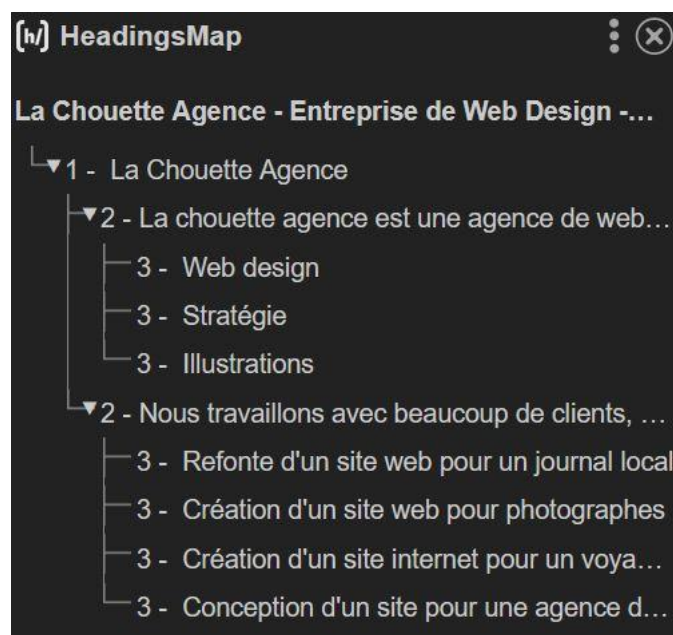 [h/] HeadingsMap
La Chouette Agence - Entreprise de Web Design -...
1 - La Chouette Agence
2 - La chouette agence est une agence de web...
3 - Web design
3 - Stratégie
3 - Illustrations
2 - Nous travaillons avec beaucoup de clients, ...
3 - Refonte d'un site web pour un journal local
3 - Création d'un site web pour photographes
3 - Création d'un site internet pour un voya...
3 - Conception d'un site pour une agence d...